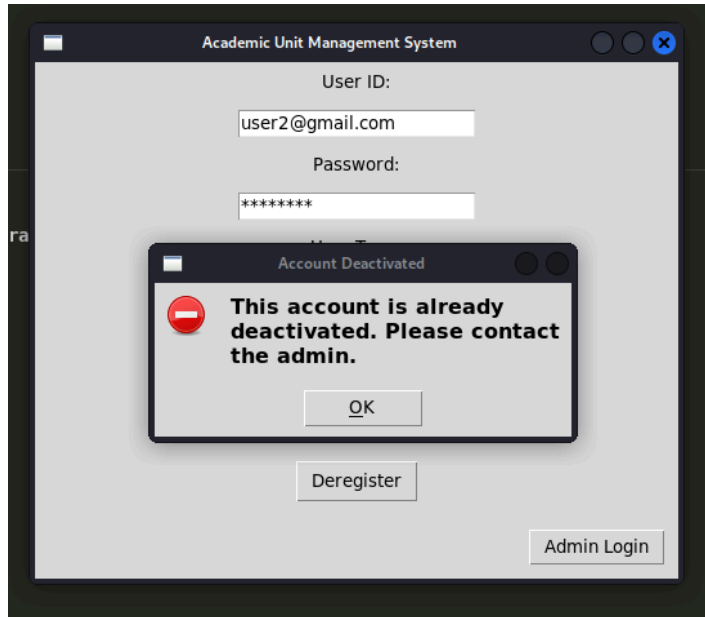 Academic Unit Management System
User ID:
user2@gmail.com
Password:
********
ra
Account Deactivated
This account is already
deactivated. Please contact
the admin.
OK
Deregister
Admin Login